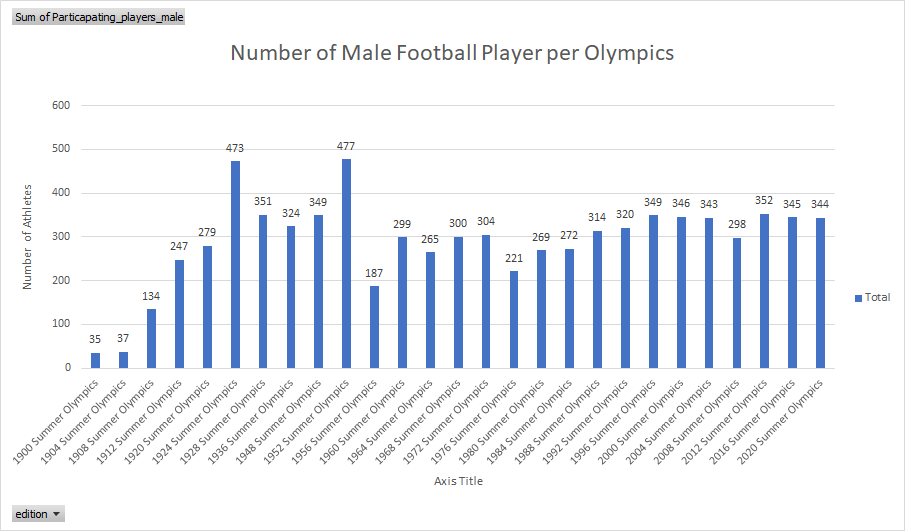 Sum of Particapating_players_male
Number of Male Football Player per Olympics
Number of Athletes
600
500
400
300
200
100
0
35
37
134
247
279
473
351
324
349
477
187
299
265
300
304
221
269
272
314
320
349
346
343
298
352
345
344
1900 Summer Olympics
1904 Summer Olympics
1908 Summer Olympics
1912 Summer Olympics
1920 Summer Olympics
1924 Summer Olympics
1928 Summer Olympics
1936 Summer Olympics
1948 Summer Olympics
1952 Summer Olympics
1956 Summer Olympics
1960 Summer Olympics
1964 Summer Olympics
1968 Summer Olympics
1972 Summer Olympics
1976 Summer Olympics
1980 Summer Olympics
1984 Summer Olympics
1988 Summer Olympics
1992 Summer Olympics
1996 Summer Olympics
2000 Summer Olympics
2004 Summer Olympics
2008 Summer Olympics
2012 Summer Olympics
2016 Summer Olympics
2020 Summer Olympics
Axis Title
Total
edition